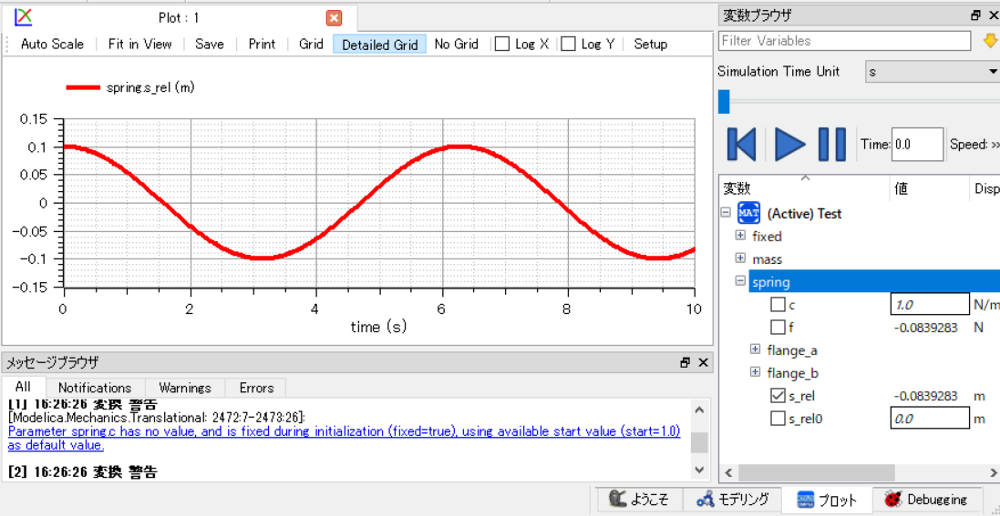 Plot : 1
Auto Scale Fit in View Save Print Grid Detailed Grid No Grid Log X Log Y Setup
spring.s_rel (m)
0.15
0.1
0.05
0
-0.05
-0.1
-0.15
0 2 4 6 8 10
time (s)
メッセージブラウザ
All Notifications Warnings Errors
[1] 16:26:26 変換 警告
[Modelica.Mechanics.Translational: 2472:7-2473:26]:
Parameter spring.c has no value, and is fixed during initialization (fixed=true), using available start value (start=1.0)
as default value.
[2] 16:26:26 変換 警告
変数ブラウザ
Filter Variables
Simulation Time Unit s
Time: 0.0 Speed: »
変数 値 Disp
MAT (Active) Test
fixed
mass
spring
c 1.0 N/m
f -0.0839283 N
flange_a
flange_b
s_rel -0.0839283 m
s_rel0 0.0 m
ようこそ モデリング プロット Debugging